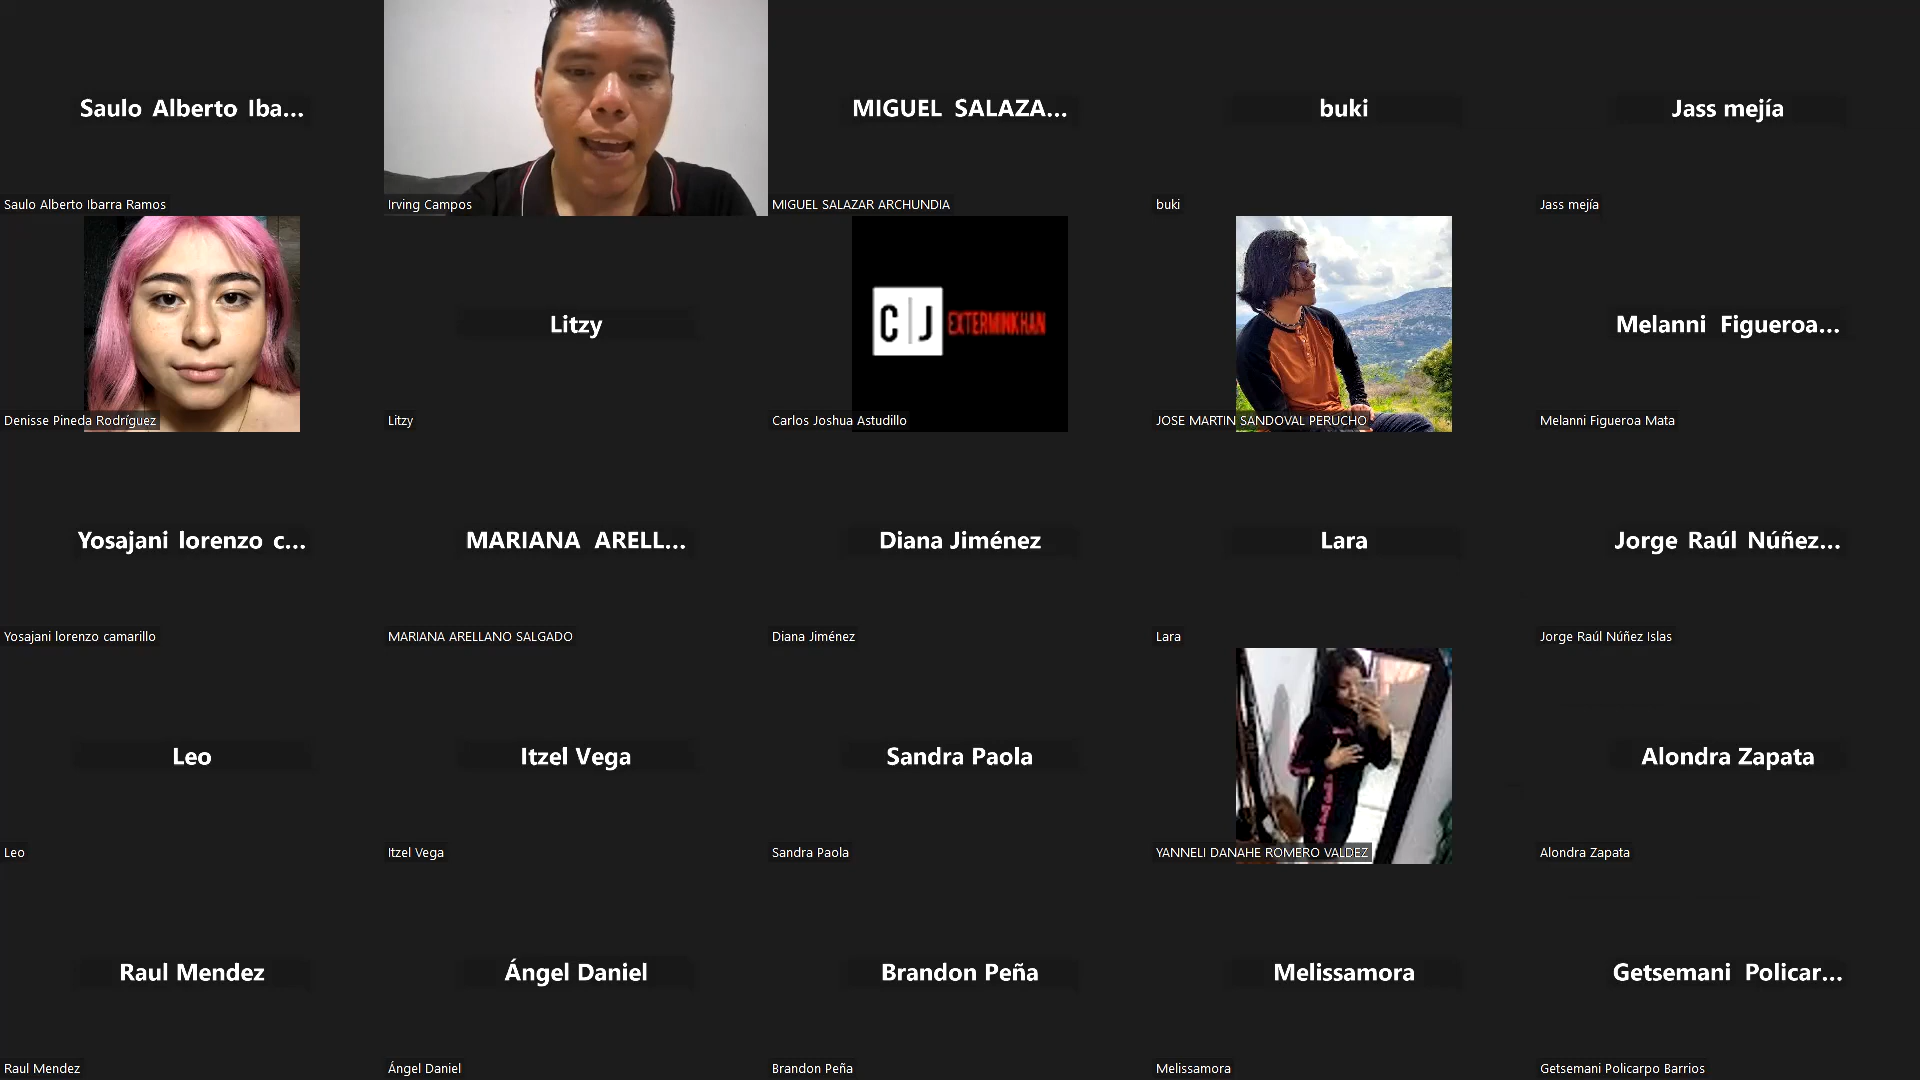 Saulo Alberto Iba...
MIGUEL SALAZA...
buki
Jass mejía
Saulo Alberto Ibarra Ramos
Irving Campos
MIGUEL SALAZAR ARCHUNDIA
buki
Jass mejía
Litzy
C|J EXTERMINKHAN
Melanni Figueroa...
Denisse Pineda Rodríguez
Litzy
Carlos Joshua Astudillo
JOSE MARTIN SANDOVAL PERUCHO
Melanni Figueroa Mata
Yosajani lorenzo c...
MARIANA ARELL...
Diana Jiménez
Lara
Jorge Raúl Núñez...
Yosajani lorenzo camarillo
MARIANA ARELLANO SALGADO
Diana Jiménez
Lara
Jorge Raúl Núñez Islas
Leo
Itzel Vega
Sandra Paola
Alondra Zapata
Leo
Itzel Vega
Sandra Paola
YANNELI DANAHE ROMERO VALDEZ
Alondra Zapata
Raul Mendez
Ángel Daniel
Brandon Peña
Melissamora
Getsemani Policar...
Raul Mendez
Ángel Daniel
Brandon Peña
Melissamora
Getsemani Policarpo Barrios